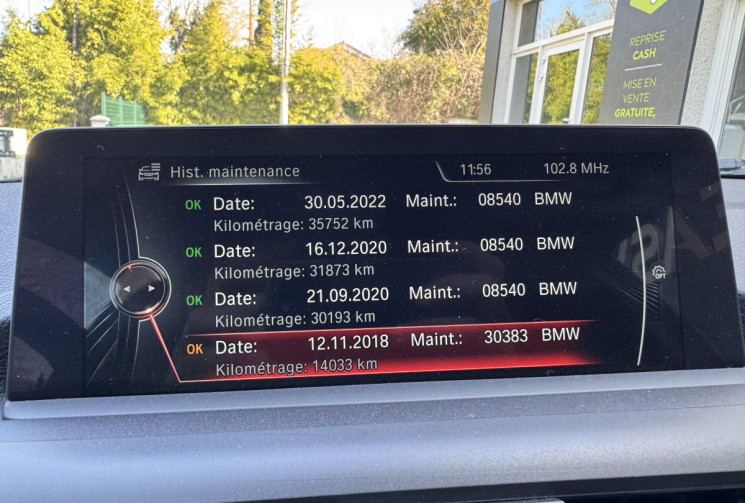 REPRISE
CASH
MISE EN
VENTE
GRATUITE,
Hist. maintenance 11:56 102.8 MHz
OK Date: 30.05.2022 Maint.: 08540 BMW
Kilométrage: 35752 km
OK Date: 16.12.2020 Maint.: 08540 BMW
Kilométrage: 31873 km
OK Date: 21.09.2020 Maint.: 08540 BMW
Kilométrage: 30193 km
OK Date: 12.11.2018 Maint.: 30383 BMW
Kilométrage: 14033 km
OFF